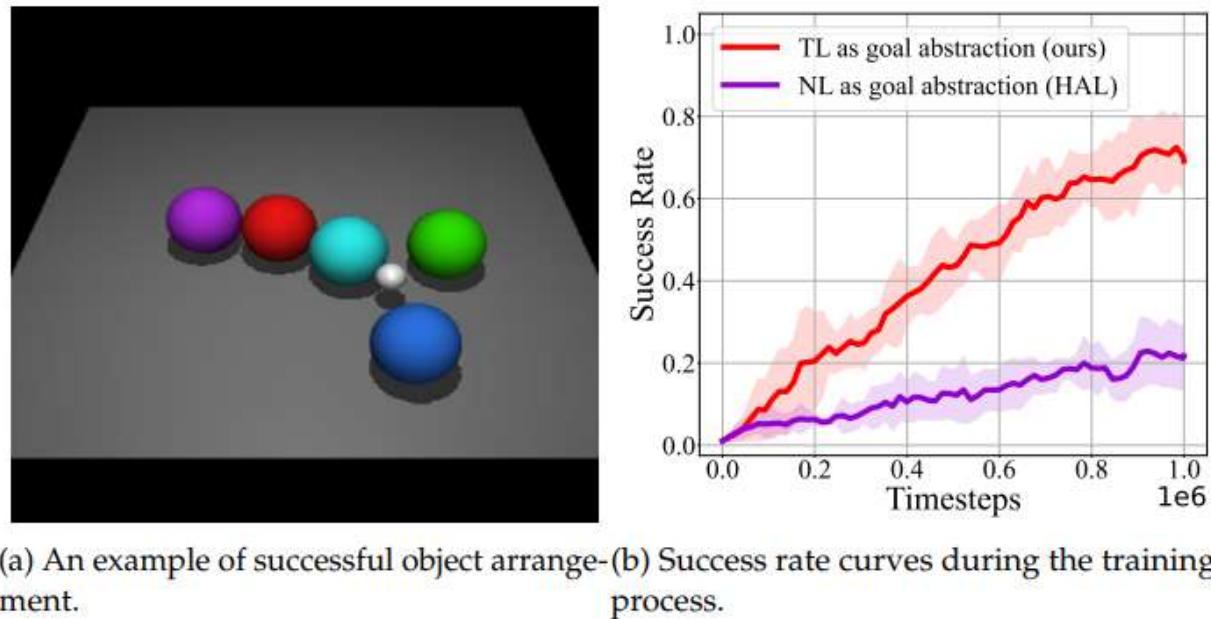 1.0
TL as goal abstraction (ours)
NL as goal abstraction (HAL)
0.8
0.6
0.4
0.2
0.0
Success Rate
0.0 0.2 0.4 0.6 0.8 1.0
Timesteps 1e6
(a) An example of successful object arrange-
ment.
(b) Success rate curves during the training
process.